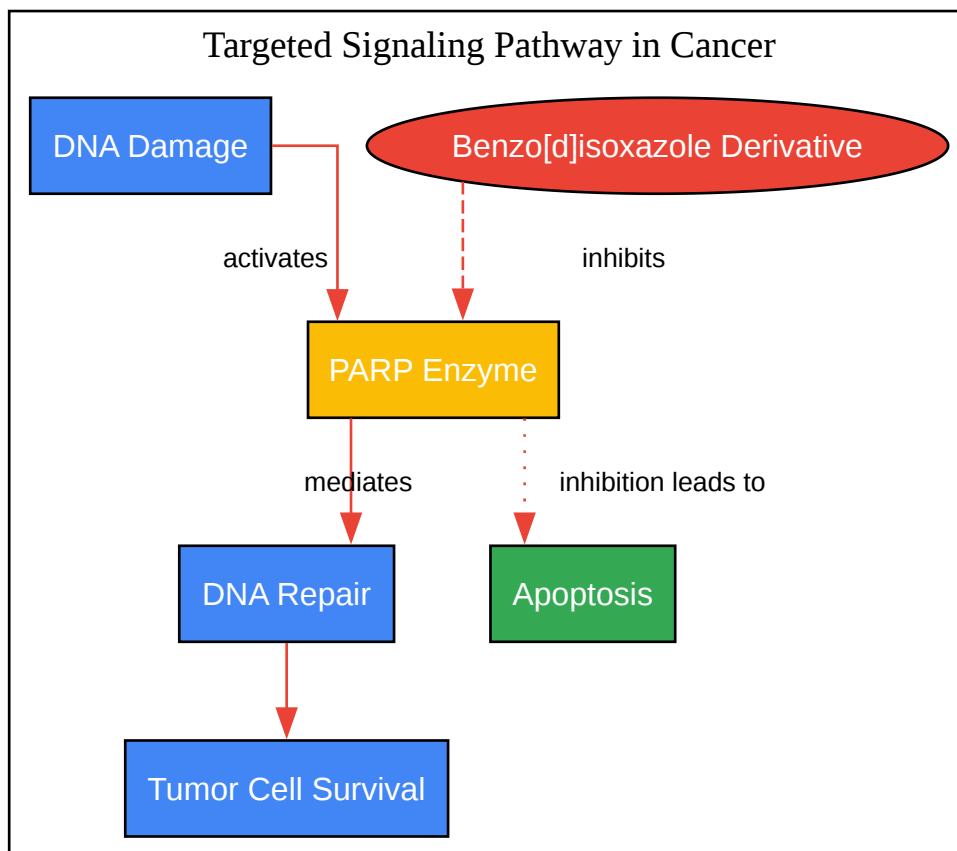 Targeted Signaling Pathway in Cancer
DNA Damage
Benzo[d]isoxazole Derivative
activates
inhibits
PARP Enzyme
mediates
inhibition leads to
DNA Repair
Apoptosis
Tumor Cell Survival